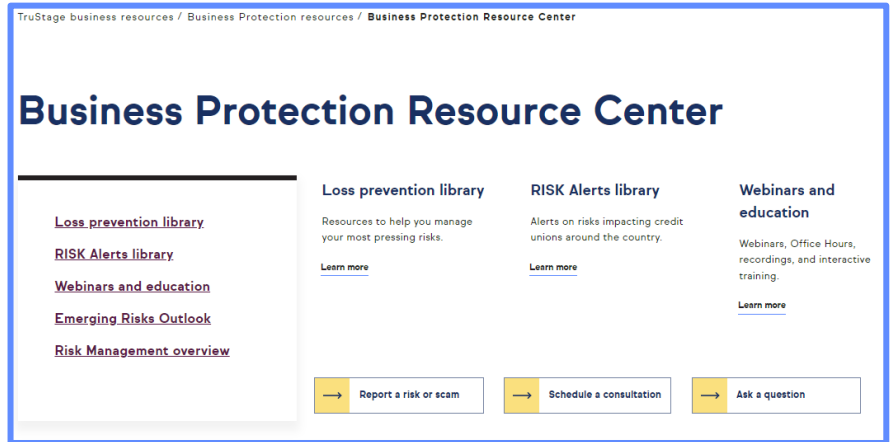 TruStage business resources / Business Protection resources / Business Protection Resource Center
Business Protection Resource Center
Loss prevention library
RISK Alerts library
Webinars and education
Emerging Risks Outlook
Risk Management overview
Loss prevention library
Resources to help you manage
your most pressing risks.
Learn more
RISK Alerts library
Alerts on risks impacting credit
unions around the country.
Learn more
Webinars and
education
Webinars, Office Hours,
recordings, and interactive
training.
Learn more
Report a risk or scam
Schedule a consultation
Ask a question